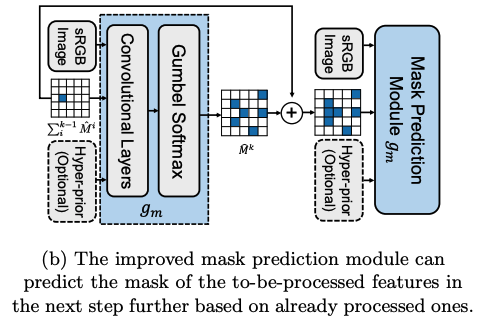 sRGB
Image
$\sum_i^{k-1} \hat{M}^i$
Hyper-prior
(Optional)
Convolutional Layers
Gumbel Softmax
$g_m$
$\hat{M}^k$
+
sRGB
Image
Hyper-prior
(Optional)
Mask Prediction
Module $g_m$
(b) The improved mask prediction module can
predict the mask of the to-be-processed features in
the next step further based on already processed ones.